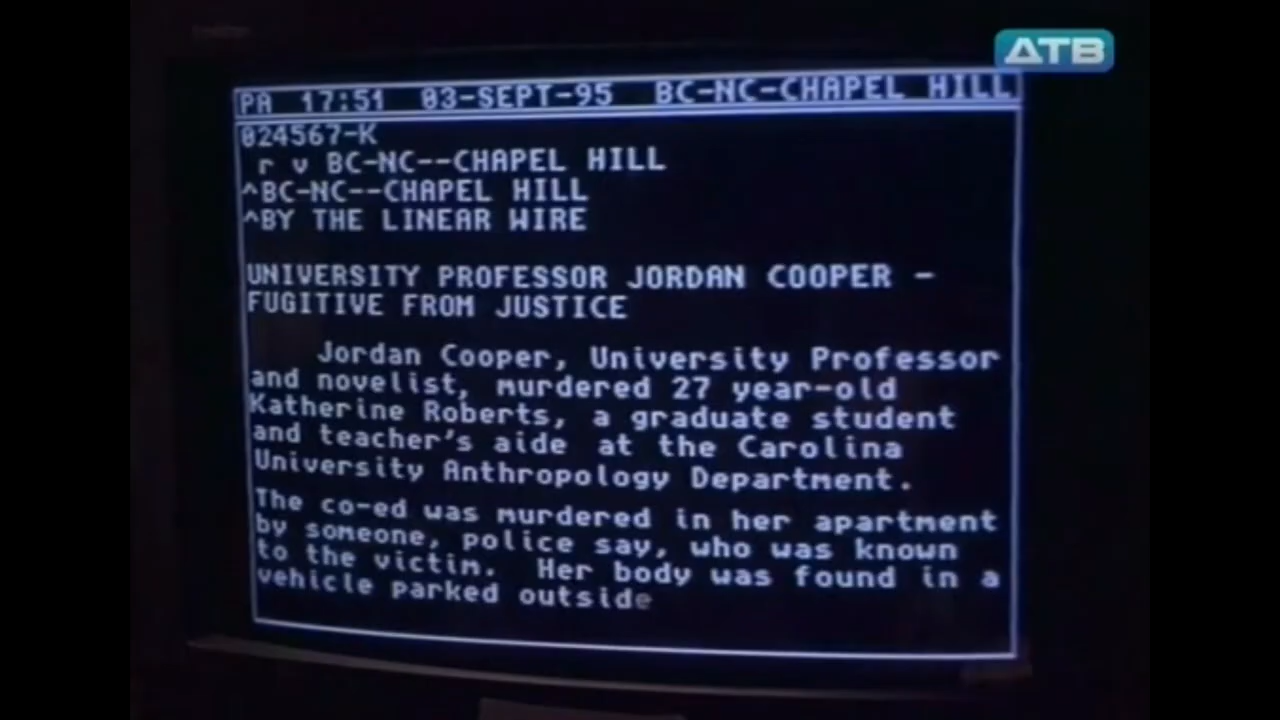 ДТВ
PA 17:51 03-SEPT-95 BC-NC-CHAPEL HILL
024567-K
r v BC-NC--CHAPEL HILL
^BC-NC--CHAPEL HILL
^BY THE LINEAR WIRE
UNIVERSITY PROFESSOR JORDAN COOPER -
FUGITIVE FROM JUSTICE
Jordan Cooper, University Professor
and novelist, murdered 27 year-old
Katherine Roberts, a graduate student
and teacher's aide at the Carolina
University Anthropology Department.
The co-ed was murdered in her apartment
by someone, police say, who was known
to the victim. Her body was found in a
vehicle parked outside